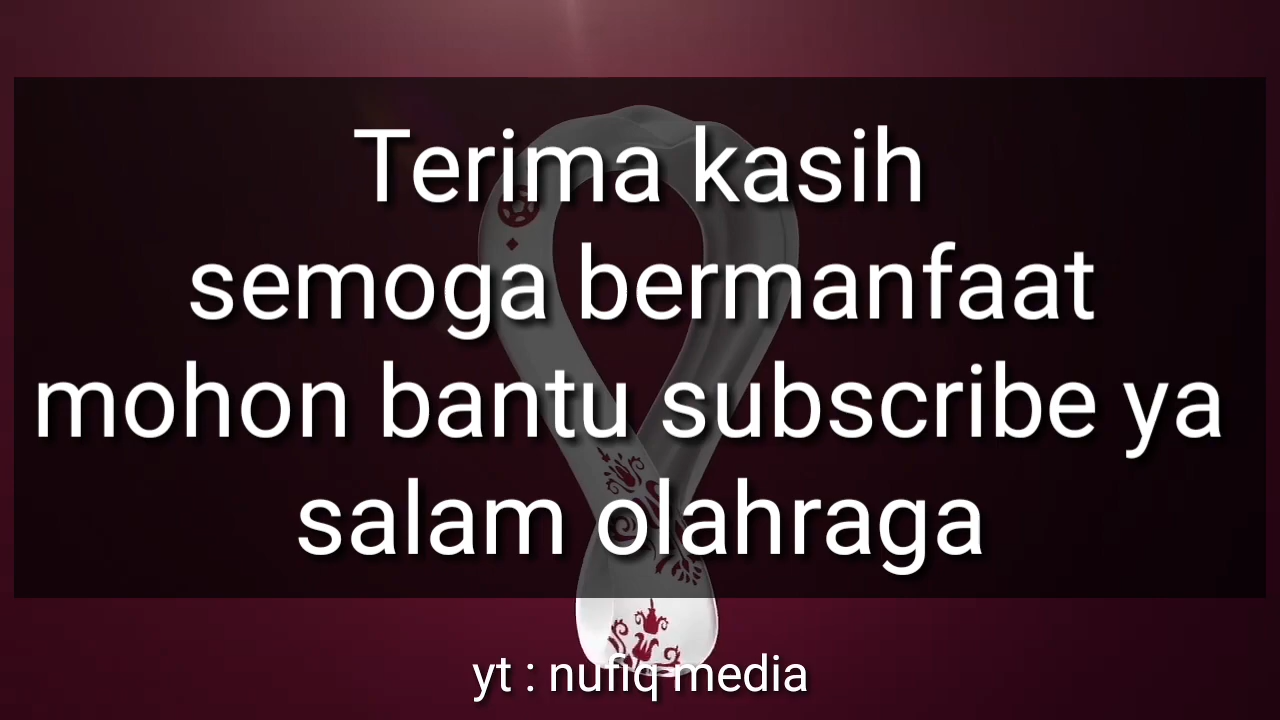 Terima kasih
semoga bermanfaat
mohon bantu subscribe ya
salam olahraga
yt : nufiq media